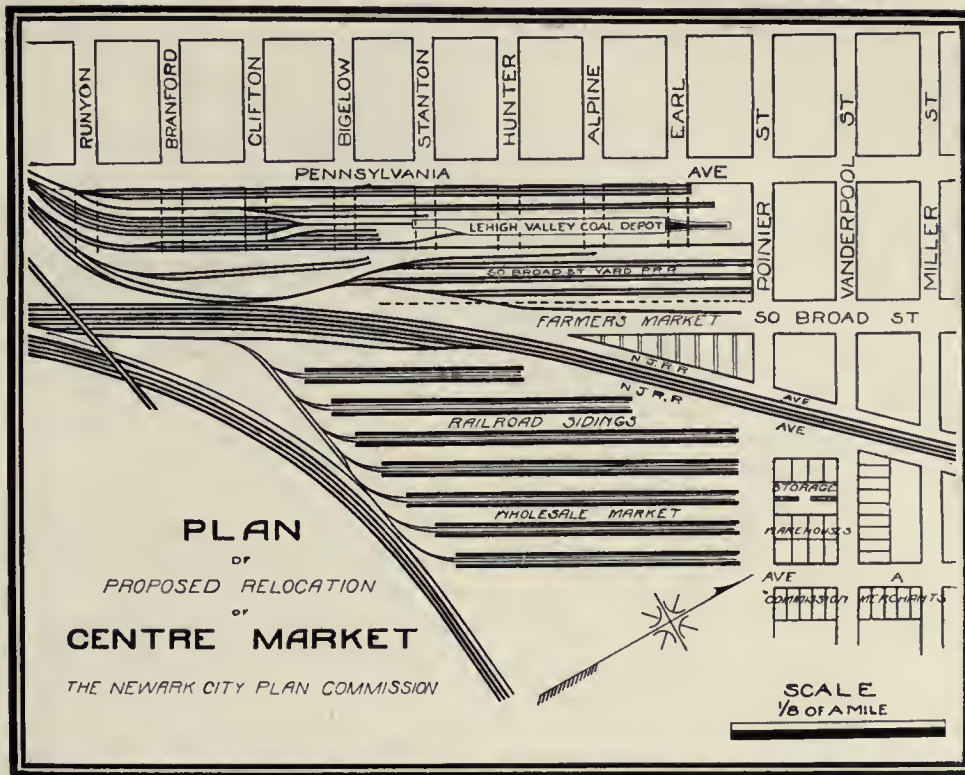 RUNYON
BRANFORD
CLIFTON
BIGELOW
STANTON
HUNTER
ALPINE
EARL
ST
ST
ST
PENNSYLVANIA AVE
POINIER
VANDERPOOL
MILLER
LEHIGH VALLEY COAL DEPOT
SO BROAD ST YARD P.R.R
FARMERS MARKET
SO BROAD ST
N.J.R.R AVE
N.J.R.R AVE
RAILROAD SIDINGS
WHOLESALE MARKET
STORAGE
WAREHOUSES
AVE A
COMMISSION MERCHANTS
PLAN
OF
PROPOSED RELOCATION
OF
CENTRE MARKET
THE NEWARK CITY PLAN COMMISSION
SCALE
1/8 OF A MILE